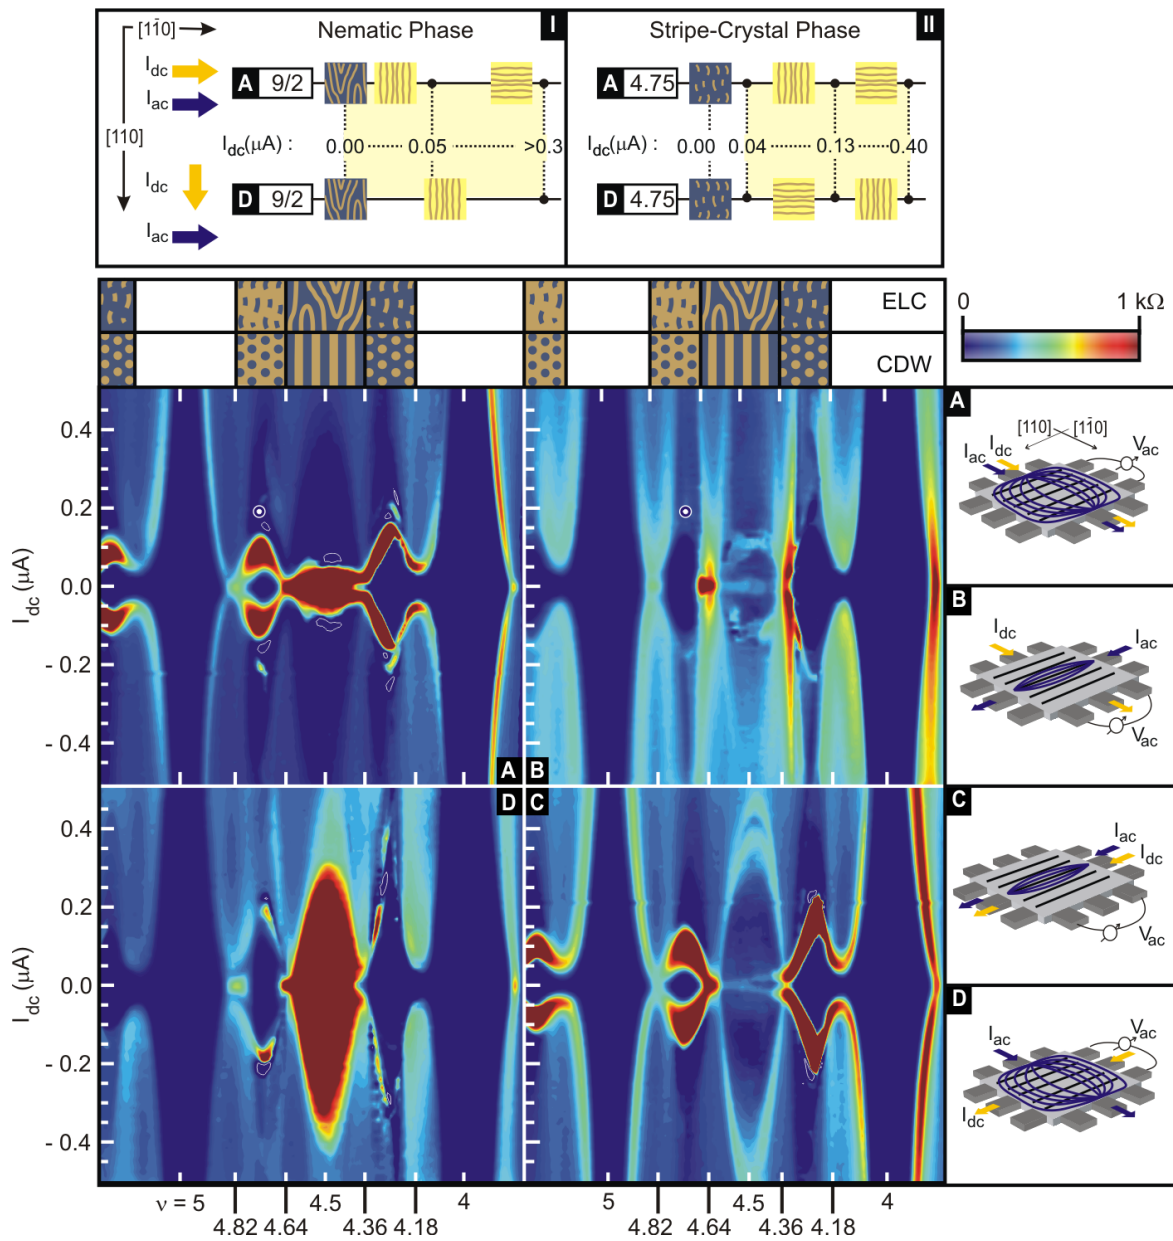 [11̄0]
Nematic Phase
I
Stripe-Crystal Phase
II
I_dc
A 9/2
A 4.75
I_ac
[110]
I_dc(μA) : 0.00 0.05 >0.3
I_dc(μA) : 0.00 0.04 0.13 0.40
I_dc
D 9/2
D 4.75
I_ac
ELC
CDW
0 1 kΩ
A
[110] [11̄0]
I_ac I_dc V_ac
B
I_dc I_ac
V_ac
C
I_ac
I_dc
V_ac
D
I_ac V_ac
I_dc
I_dc (μA)
0.4
0.2
0.0
- 0.2
- 0.4
A B
D C
I_dc (μA)
0.4
0.2
0.0
- 0.2
- 0.4
ν = 5 4.5 4 5 4.5 4
4.82 4.64 4.36 4.18 4.82 4.64 4.36 4.18